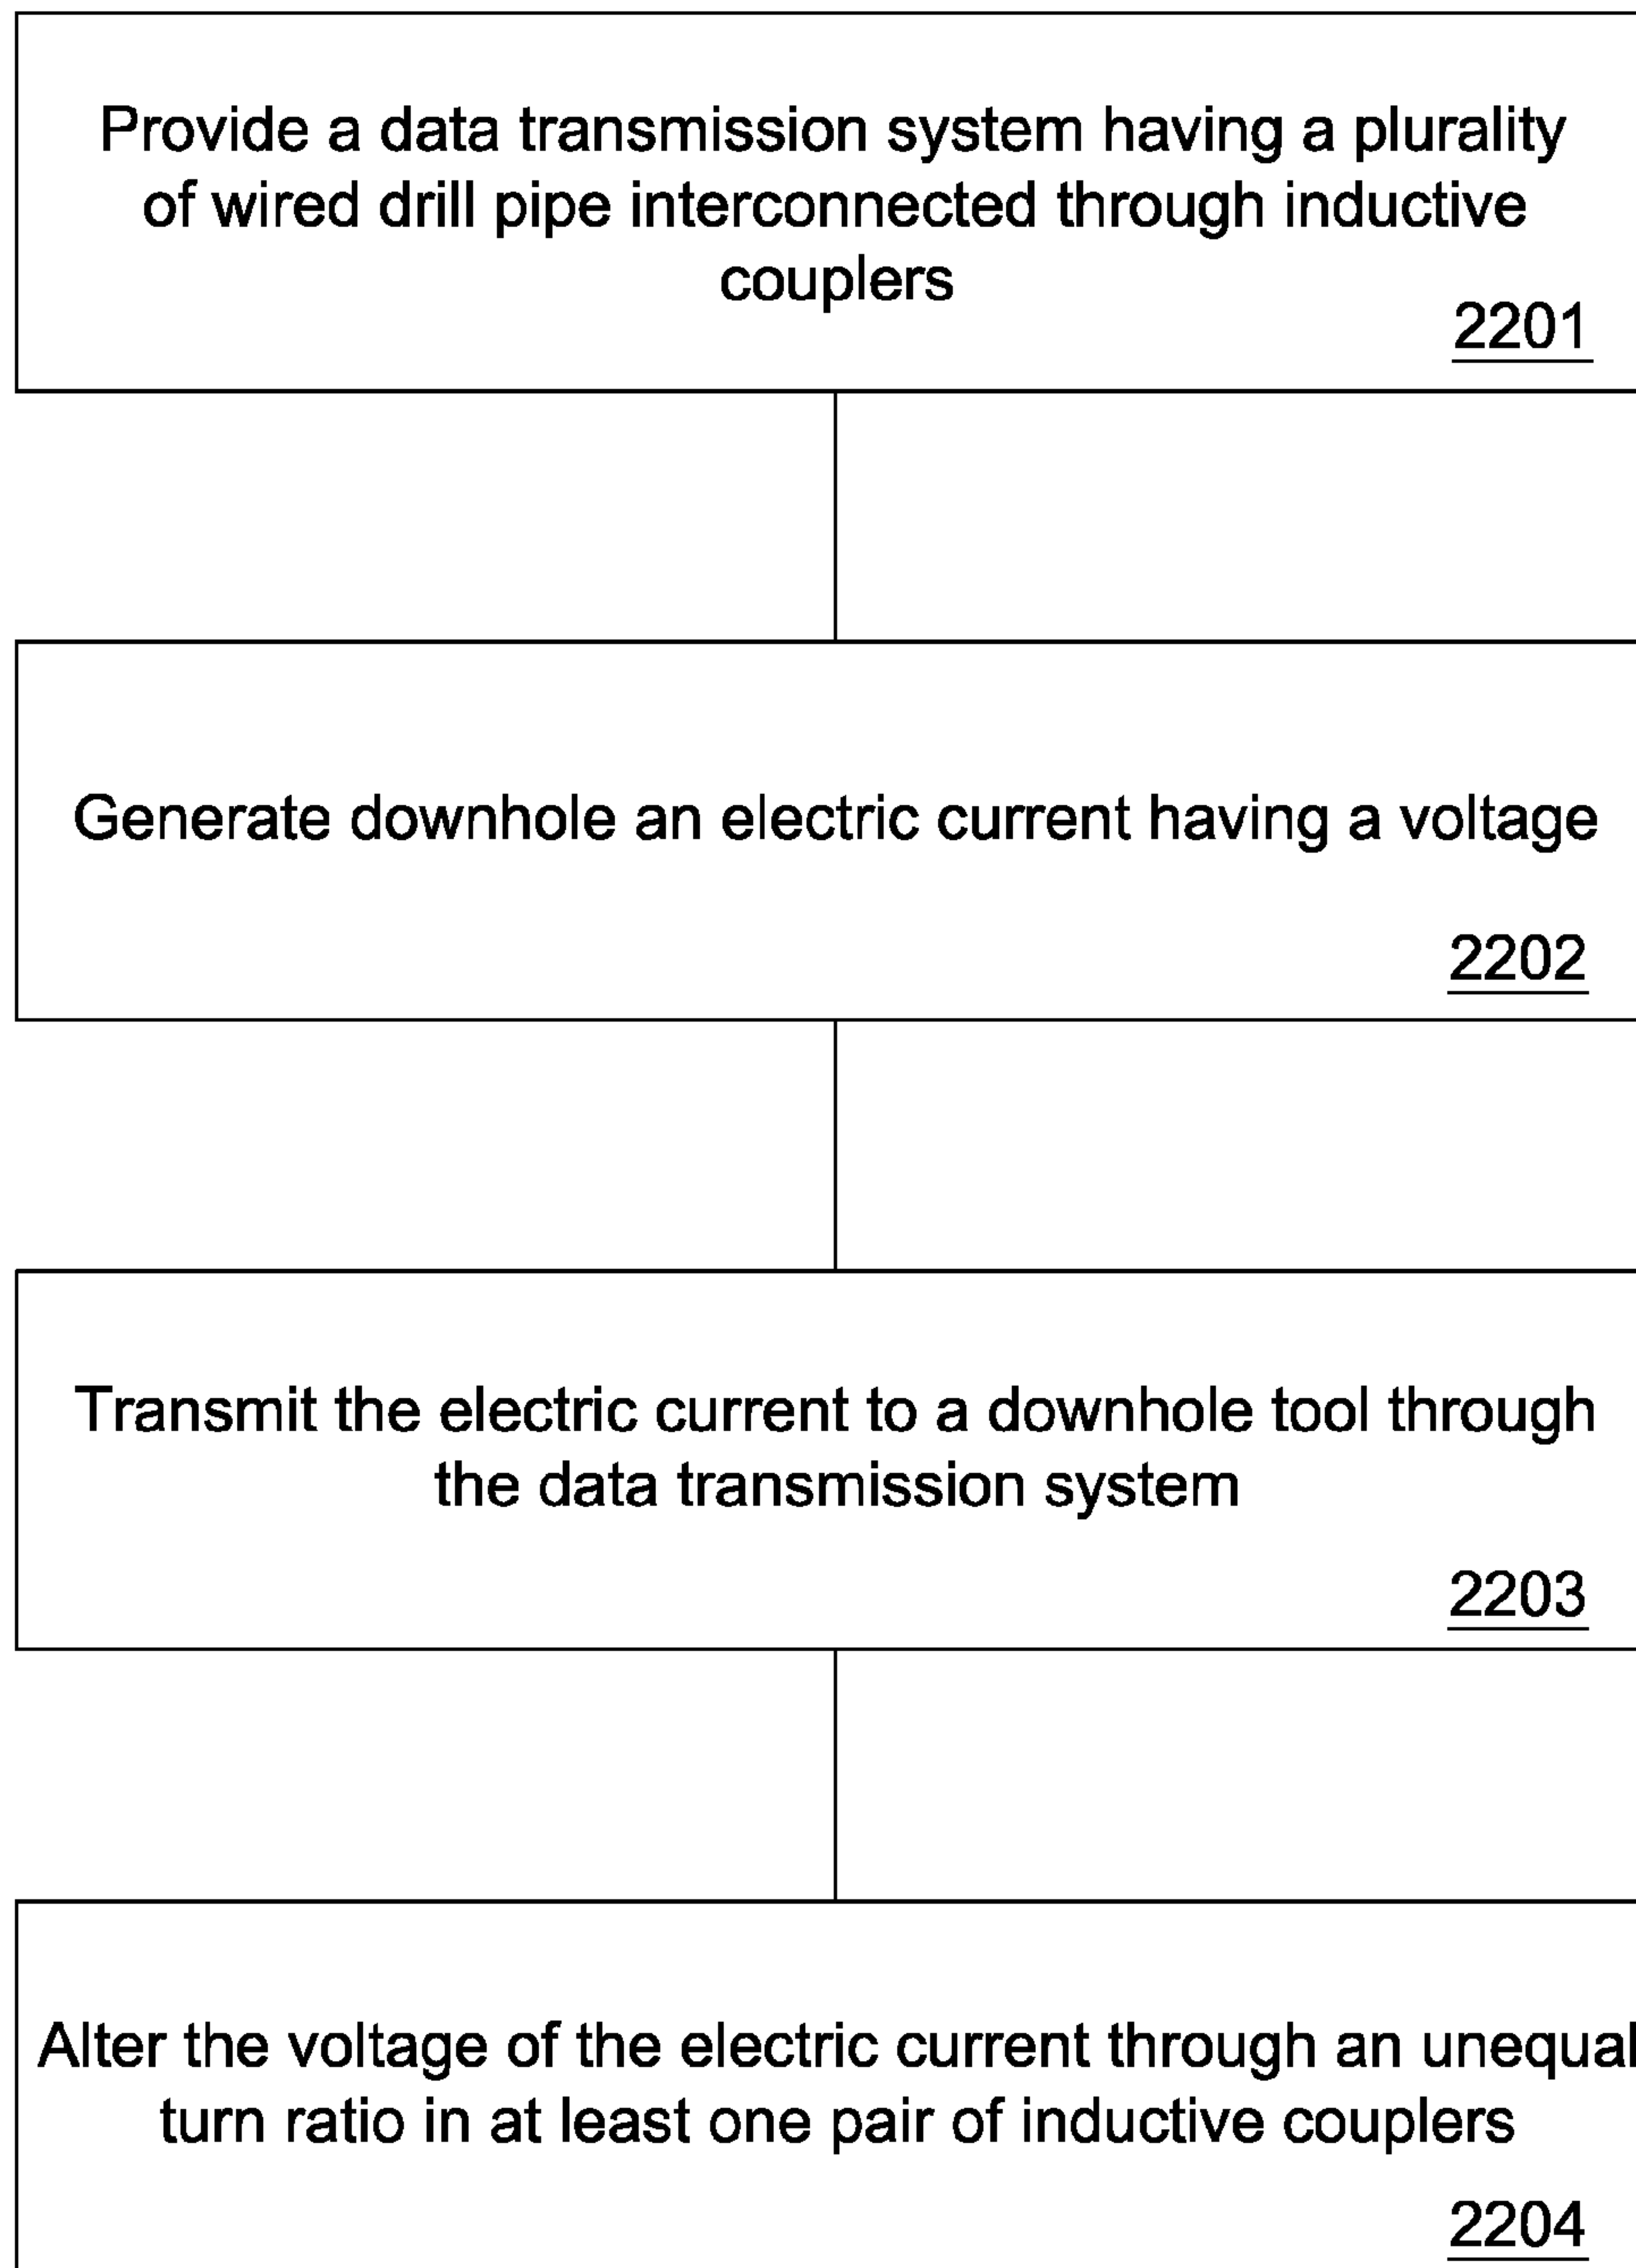 Provide a data transmission system having a plurality
of wired drill pipe interconnected through inductive
couplers
2201
Generate downhole an electric current having a voltage
2202
Transmit the electric current to a downhole tool through
the data transmission system
2203
Alter the voltage of the electric current through an unequal
turn ratio in at least one pair of inductive couplers
2204